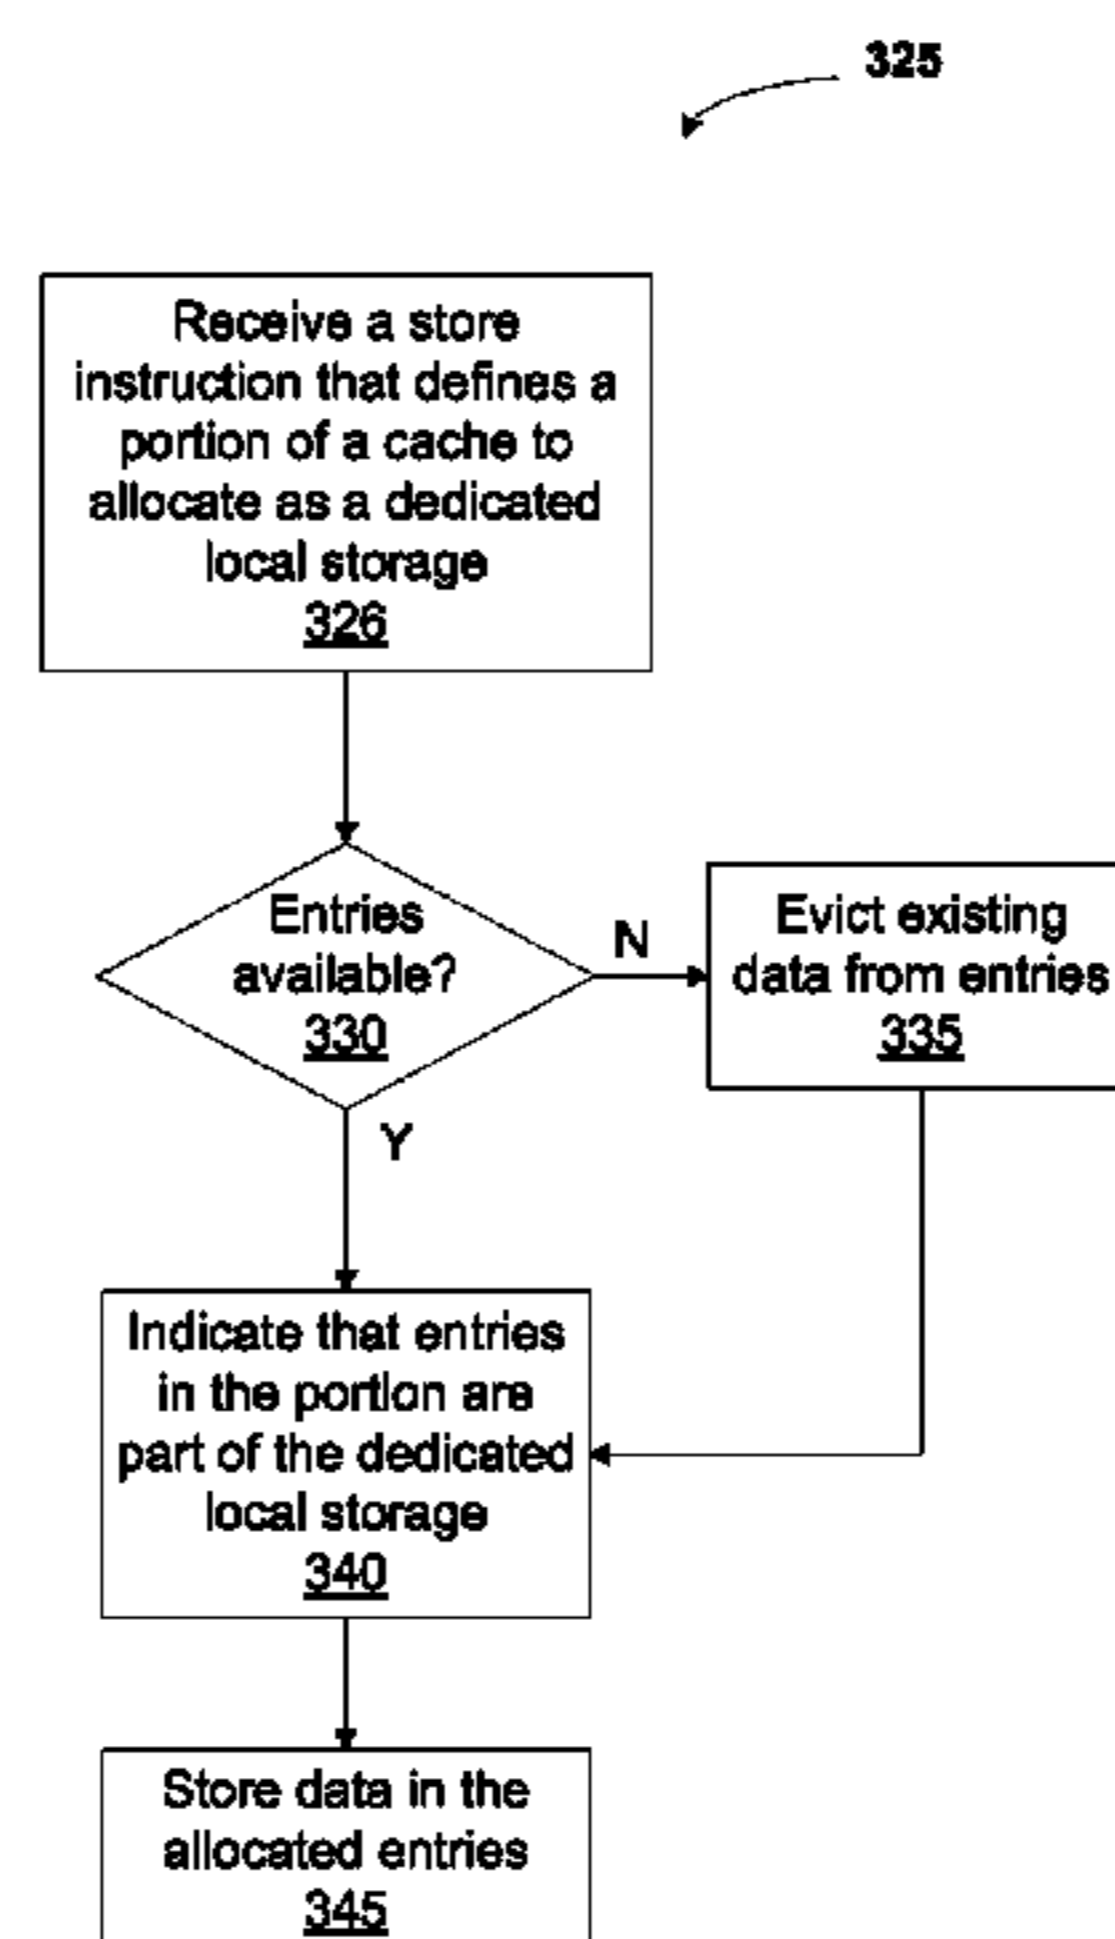 325
Receive a store
instruction that defines a
portion of a cache to
allocate as a dedicated
local storage
326
Entries
available?
330
N
Evict existing
data from entries
335
Y
Indicate that entries
in the portion are
part of the dedicated
local storage
340
Store data in the
allocated entries
345